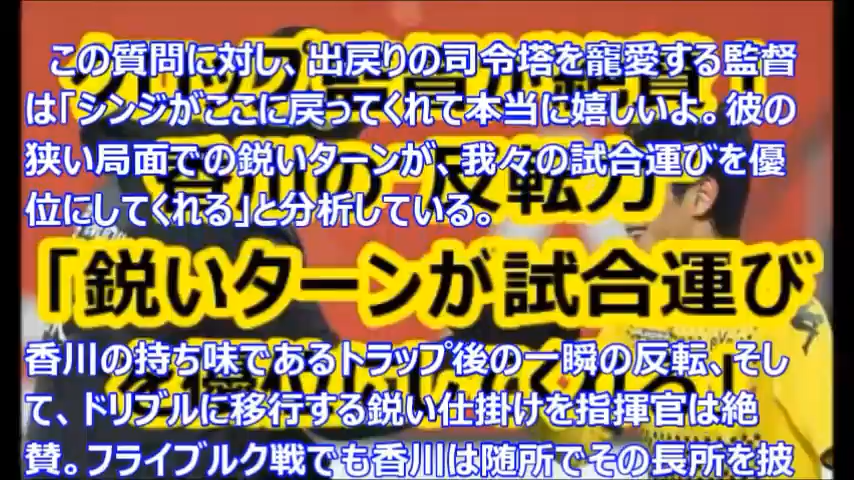 この質問に対し、出戻りの司令塔を寵愛する監督
は「シンジがここに戻ってくれて本当に嬉しいよ。彼の
狭い局面での鋭いターンが、我々の試合運びを優
位にしてくれる」と分析している。
香川の"反転力"
「鋭いターンが試合運び
香川の持ち味であるトラップ後の一瞬の反転、そし
て、ドリブルに移行する鋭い仕掛けを指揮官は絶
賛。フライブルク戦でも香川は随所でその長所を披